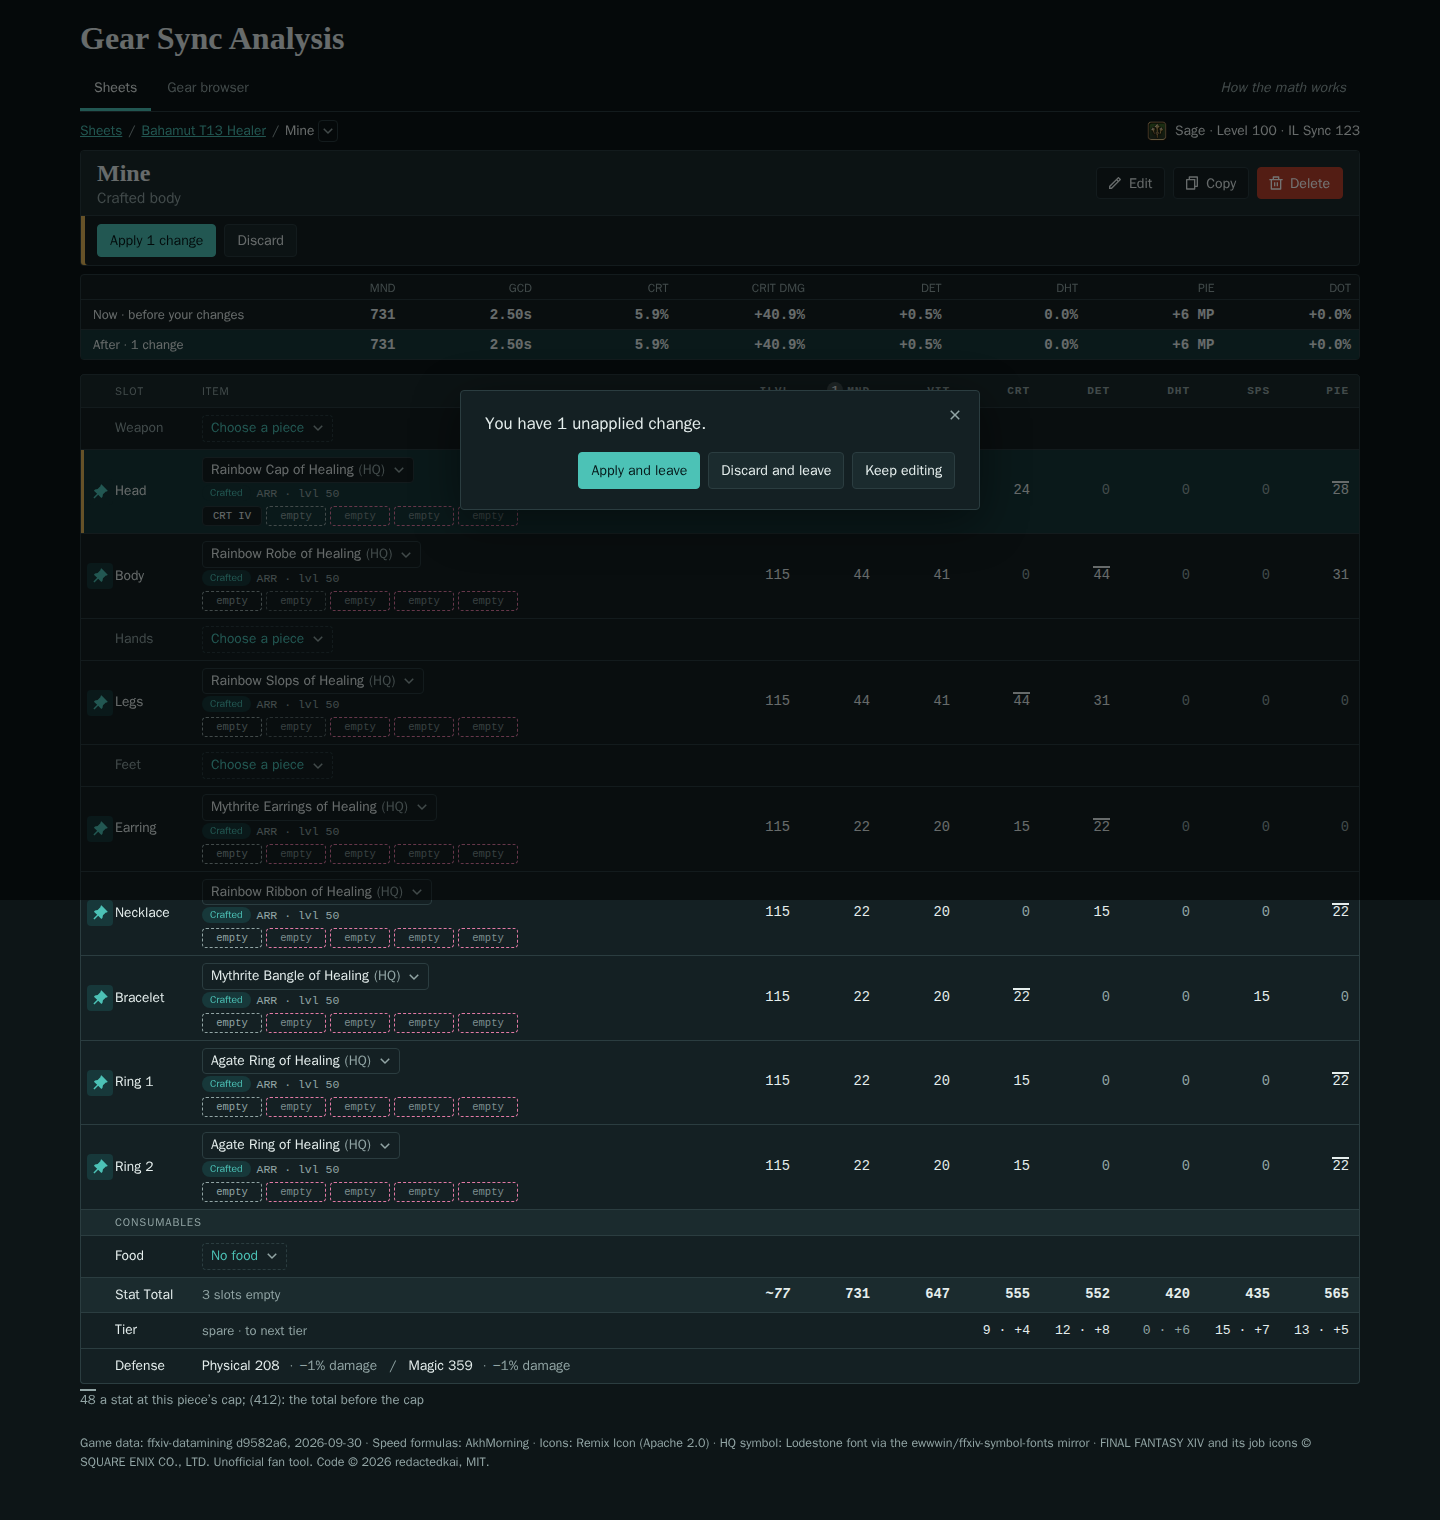 Gear Sync Analysis
Sheets Gear browser How the math works
Sheets / Bahamut T13 Healer / Mine Sage · Level 100 · IL Sync 123
Mine
Crafted body
Edit Copy Delete
Apply 1 change Discard
MND GCD CRT CRIT DMG DET DHT PIE DOT
Now · before your changes 731 2.50s 5.9% +40.9% +0.5% 0.0% +6 MP +0.0%
After · 1 change 731 2.50s 5.9% +40.9% +0.5% 0.0% +6 MP +0.0%
SLOT ITEM CRT DET DHT SPS PIE
You have 1 unapplied change.
Apply and leave Discard and leave Keep editing
Weapon Choose a piece
Rainbow Cap of Healing (HQ)
Head 24 0 0 0 28
Crafted ARR · lvl 50
CRT IV empty empty empty empty
Rainbow Robe of Healing (HQ)
Body 115 44 41 0 44 0 0 31
Crafted ARR · lvl 50
empty empty empty empty empty
Hands Choose a piece
Rainbow Slops of Healing (HQ)
Legs 115 44 41 44 31 0 0 0
Crafted ARR · lvl 50
empty empty empty empty empty
Feet Choose a piece
Mythrite Earrings of Healing (HQ)
Earring 115 22 20 15 22 0 0 0
Crafted ARR · lvl 50
empty empty empty empty empty
Rainbow Ribbon of Healing (HQ)
Necklace 115 22 20 0 15 0 0 22
Crafted ARR · lvl 50
empty empty empty empty empty
Mythrite Bangle of Healing (HQ)
Bracelet 115 22 20 22 0 0 15 0
Crafted ARR · lvl 50
empty empty empty empty empty
Agate Ring of Healing (HQ)
Ring 1 115 22 20 15 0 0 0 22
Crafted ARR · lvl 50
empty empty empty empty empty
Agate Ring of Healing (HQ)
Ring 2 115 22 20 15 0 0 0 22
Crafted ARR · lvl 50
empty empty empty empty empty
CONSUMABLES
Food No food
Stat Total 3 slots empty ~77 731 647 555 552 420 435 565
Tier spare · to next tier 9 · +4 12 · +8 0 · +6 15 · +7 13 · +5
Defense Physical 208 · −1% damage / Magic 359 · −1% damage
48 a stat at this piece's cap; (412): the total before the cap
Game data: ffxiv-datamining d9582a6, 2026-09-30 · Speed formulas: AkhMorning · Icons: Remix Icon (Apache 2.0) · HQ symbol: Lodestone font via the ewwwin/ffxiv-symbol-fonts mirror · FINAL FANTASY XIV and its job icons ©
SQUARE ENIX CO., LTD. Unofficial fan tool. Code © 2026 redactedkai, MIT.